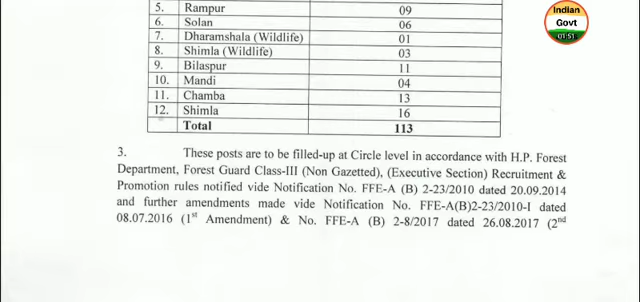 5. Rampur 09
6. Solan 06
7. Dharamshala (Wildlife) 01
8. Shimla (Wildlife) 03
9. Bilaspur 11
10. Mandi 04
11. Chamba 13
12. Shimla 16
Total 113
3. These posts are to be filled-up at Circle level in accordance with H.P. Forest
Department, Forest Guard Class-III (Non Gazetted), (Executive Section) Recruitment &
Promotion rules notified vide Notification No. FFE-A (B) 2-23/2010 dated 20.09.2014
and further amendments made vide Notification No. FFE-A(B)2-23/2010-I dated
08.07.2016 (1st Amendment) & No. FFE-A (B) 2-8/2017 dated 26.08.2017 (2nd
Indian
Govt
01:51